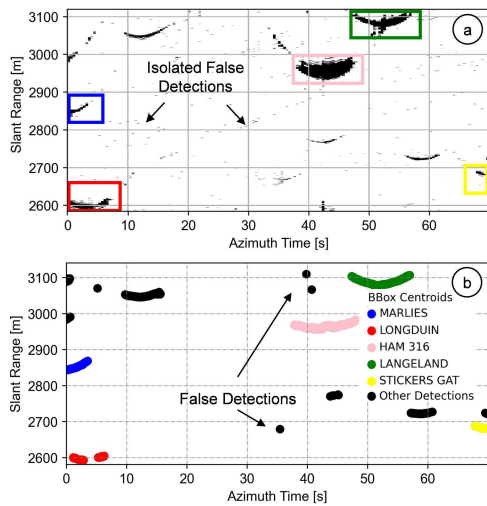 a
3100
3000
2900
2800
2700
2600
Slant Range [m]
Isolated False
Detections
0 10 20 30 40 50 60
Azimuth Time [s]
b
3100
3000
2900
2800
2700
2600
Slant Range [m]
BBox Centroids
MARLIES
LONGDUIN
HAM 316
LANGELAND
STICKERS GAT
Other Detections
False Detections
0 10 20 30 40 50 60
Azimuth Time [s]